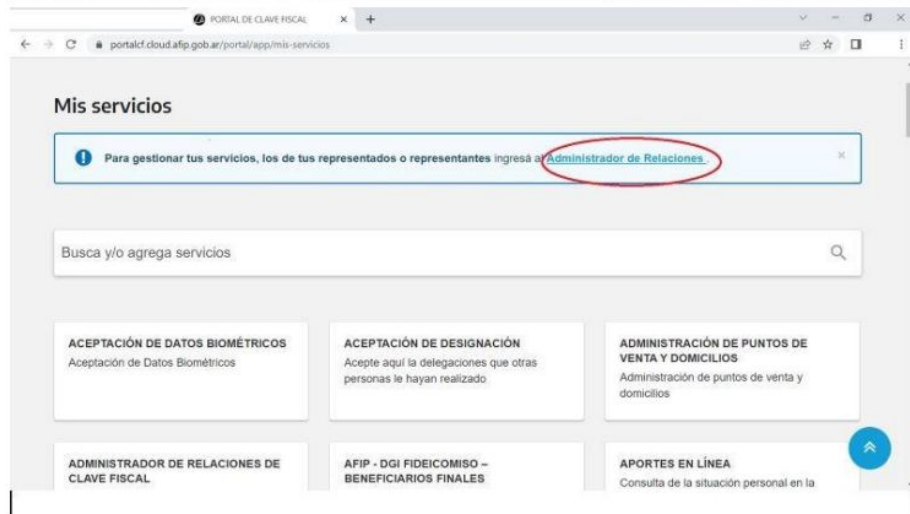 PORTAL DE CLAVE FISCAL
portalcf.cloud.afip.gob.ar/portal/app/mis-servicios
Mis servicios
Para gestionar tus servicios, los de tus representados o representantes ingresá al Administrador de Relaciones.
Busca y/o agrega servicios
ACEPTACIÓN DE DATOS BIOMÉTRICOS
Aceptación de Datos Biométricos
ACEPTACIÓN DE DESIGNACIÓN
Acepte aquí la delegaciones que otras
personas le hayan realizado
ADMINISTRACIÓN DE PUNTOS DE
VENTA Y DOMICILIOS
Administración de puntos de venta y
domicilios
ADMINISTRADOR DE RELACIONES DE
CLAVE FISCAL
AFIP - DGI FIDEICOMISO –
BENEFICIARIOS FINALES
APORTES EN LÍNEA
Consulta de la situación personal en la